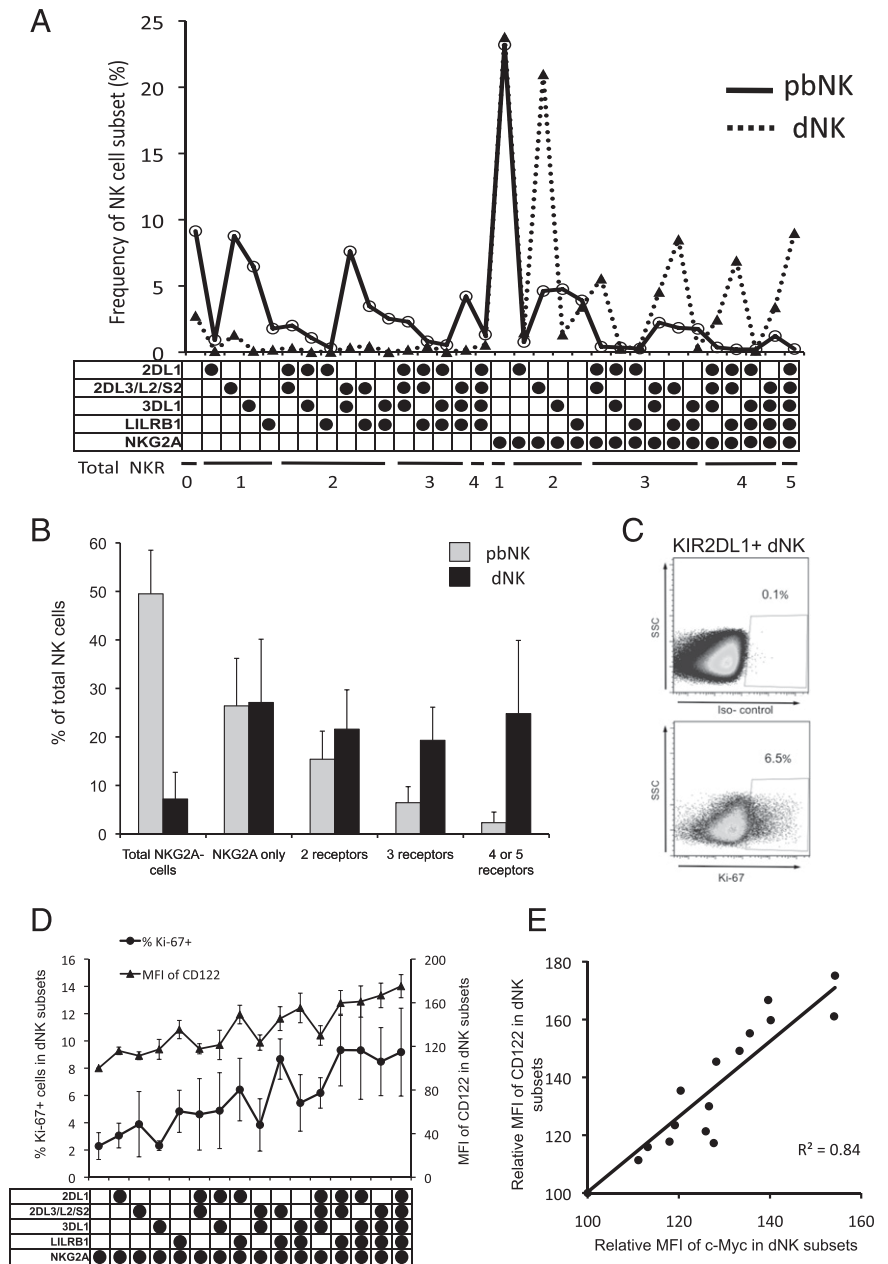 A
25
20
15
10
5
0
Frequency of NK cell subset (%)
pbNK
dNK
2DL1
2DL3/L2/S2
3DL1
LILRB1
NKG2A
Total NKR
0 1 2 3 4 1 2 3 4 5
B
60
50
40
30
20
10
0
% of total NK cells
pbNK
dNK
Total NKG2A-
cells
NKG2A only
2 receptors
3 receptors
4 or 5
receptors
C
KIR2DL1+ dNK
0.1%
SSC
Iso- control
6.5%
SSC
Ki-67
D
% Ki-67+
MFI of CD122
16
14
12
10
8
6
4
2
0
% Ki-67+ cells in dNK subsets
200
160
120
80
40
0
MFI of CD122 in dNK subsets
2DL1
2DL3/L2/S2
3DL1
LILRB1
NKG2A
E
180
160
140
120
100
Relative MFI of CD122 in dNK
subsets
R² = 0.84
100 120 140 160
Relative MFI of c-Myc in dNK subsets